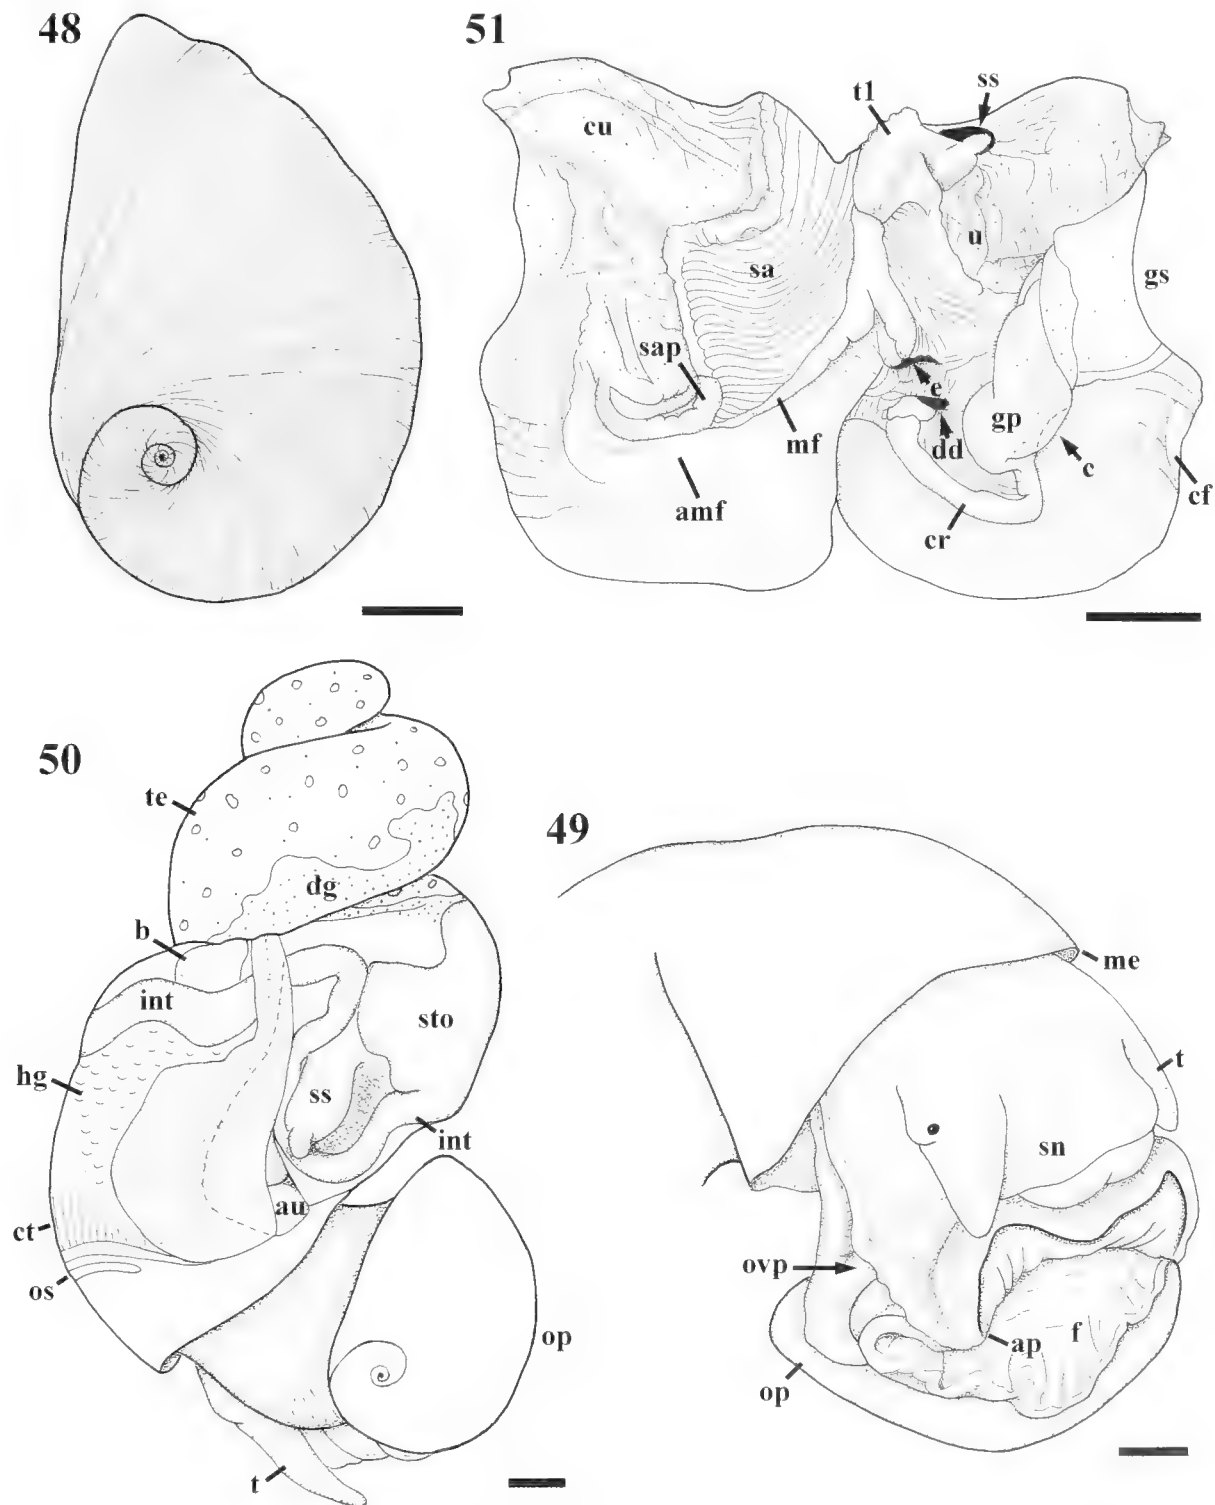 48
51
ss
t1
cu
u
sa
gs
sap
e
gp
mf
dd
c
cf
amf
cr
50
te
49
dg
b
me
int
sto
t
hg
ss
sn
int
au
ct
ovp
os
op
ap
f
op
t